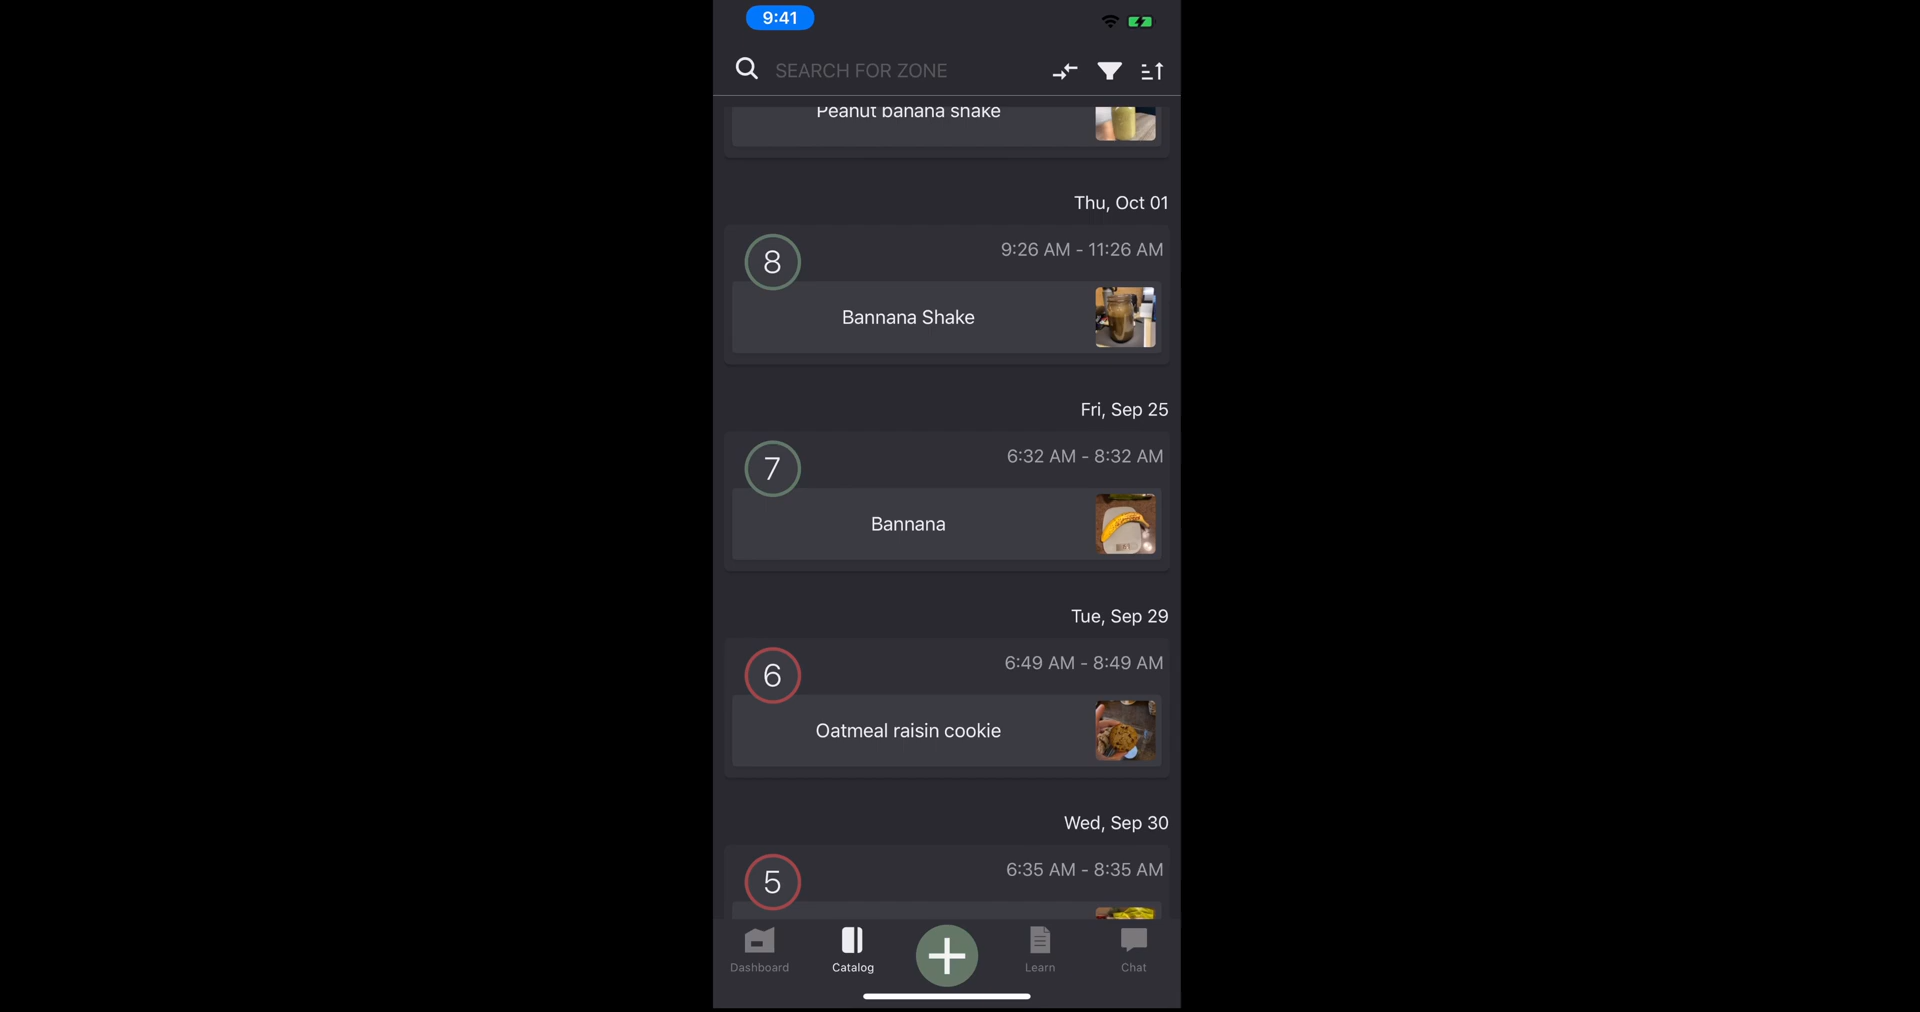 9:41
SEARCH FOR ZONE
Peanut banana shake
Thu, Oct 01
8
9:26 AM - 11:26 AM
Bannana Shake
Fri, Sep 25
7
6:32 AM - 8:32 AM
Bannana
Tue, Sep 29
6
6:49 AM - 8:49 AM
Oatmeal raisin cookie
Wed, Sep 30
5
6:35 AM - 8:35 AM
Dashboard
Catalog
Learn
Chat